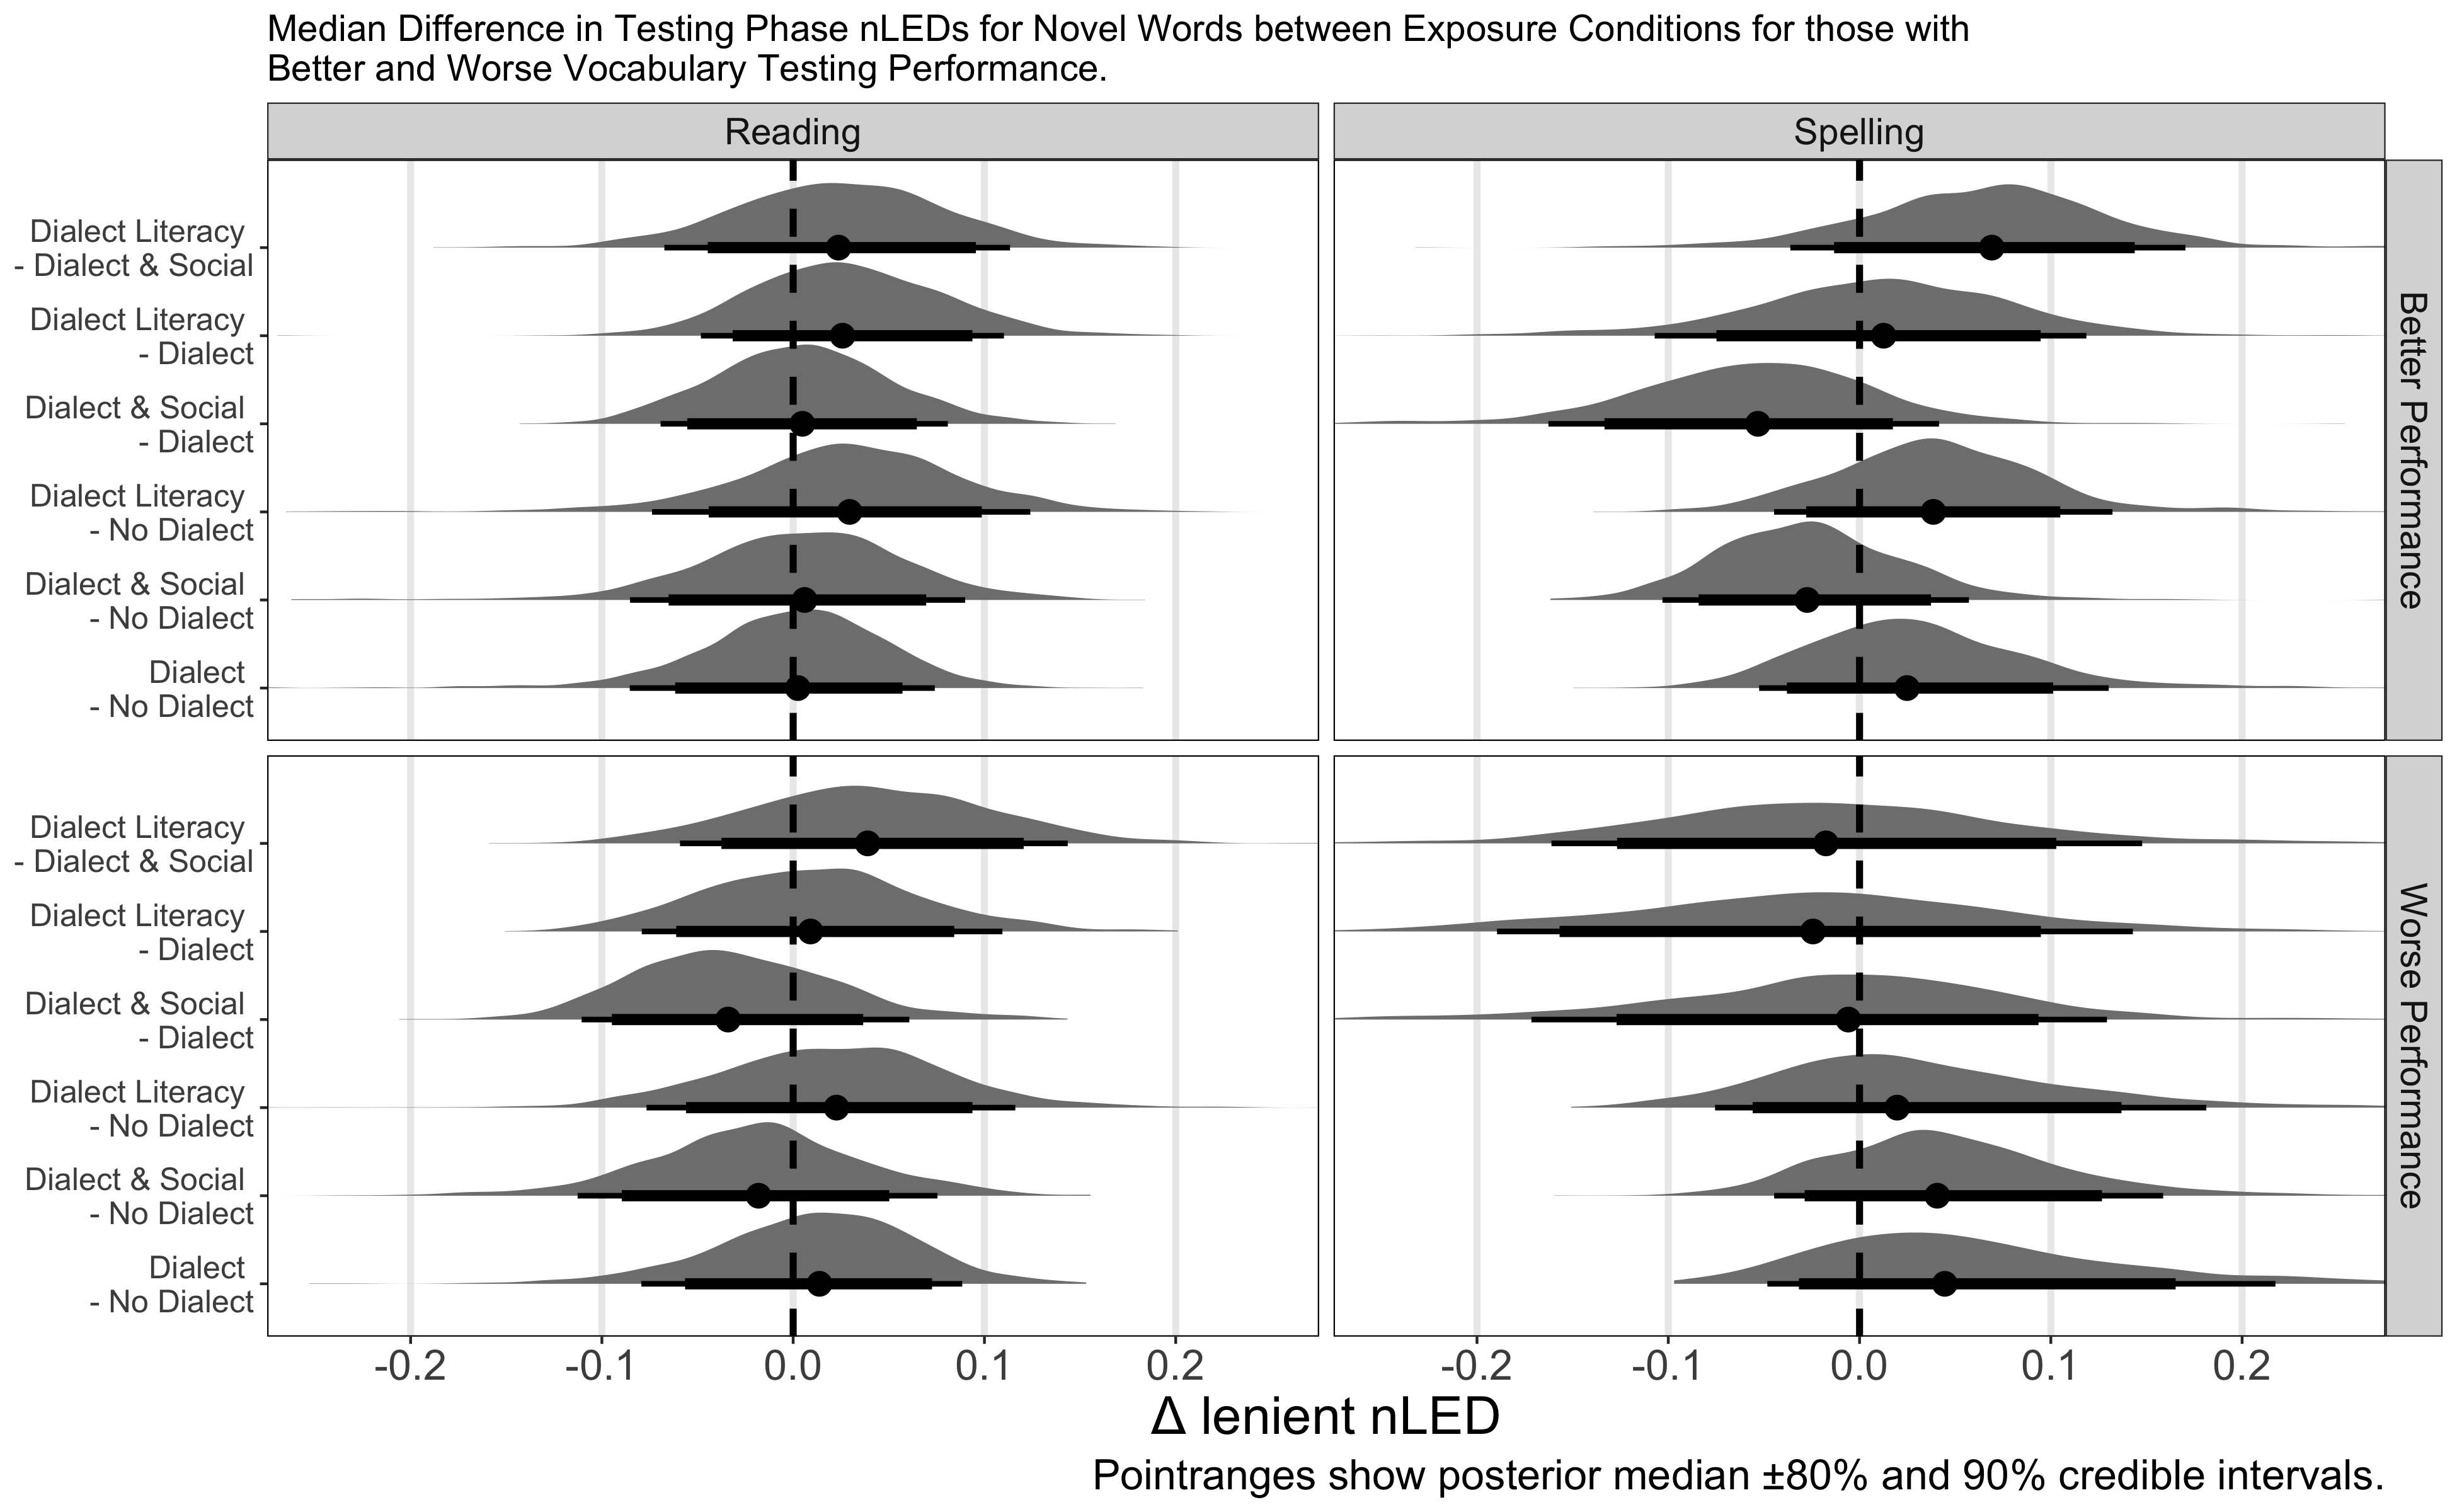 Median Difference in Testing Phase nLEDs for Novel Words between Exposure Conditions for those with
Better and Worse Vocabulary Testing Performance.
Reading
Spelling
Dialect Literacy
- Dialect & Social
Dialect Literacy
- Dialect
Dialect & Social
- Dialect
Dialect Literacy
- No Dialect
Dialect & Social
- No Dialect
Dialect
- No Dialect
Better Performance
Dialect Literacy
- Dialect & Social
Dialect Literacy
- Dialect
Dialect & Social
- Dialect
Dialect Literacy
- No Dialect
Dialect & Social
- No Dialect
Dialect
- No Dialect
Worse Performance
-0.2 -0.1 0.0 0.1 0.2
-0.2 -0.1 0.0 0.1 0.2
Δ lenient nLED
Pointranges show posterior median ±80% and 90% credible intervals.